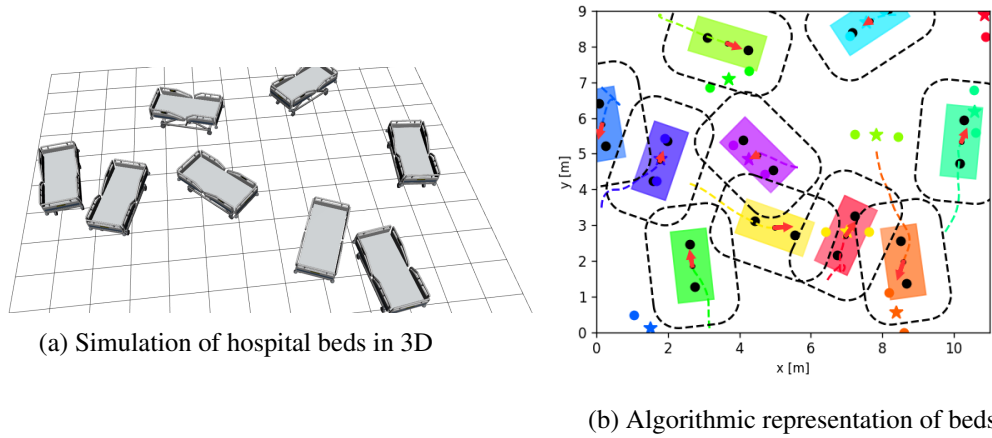 9
8
7
6
5
4
3
2
1
0
y [m]
0 2 4 6 8 10
x [m]
(a) Simulation of hospital beds in 3D
(b) Algorithmic representation of beds